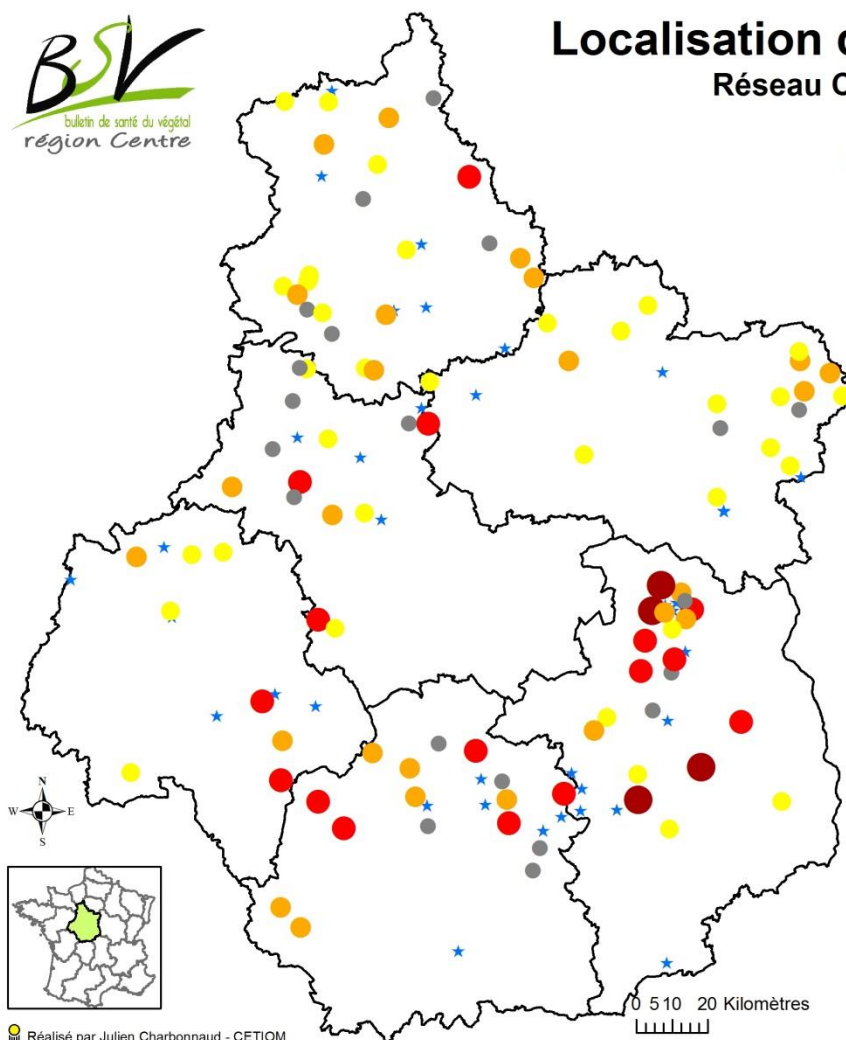 Localisation d
Réseau C
BSV
bulletin de santé du végétal
région Centre
N
W E
S
0 5 10 20 Kilomètres
Réalisé par Julien Charbonnaud - CETIOM